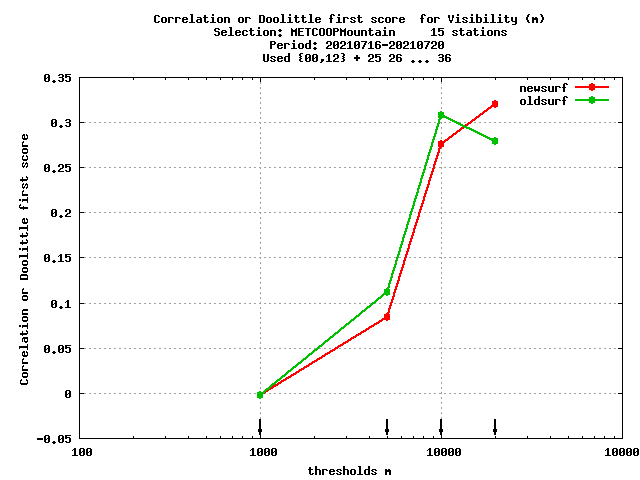 Correlation or Doolittle first score  for Visibility (m)
Selection: METCOOPMountain     15 stations
Period: 20210716-20210720
Used {00,12} + 25 26 ... 36
newsurf
oldsurf
0.35
0.3
0.25
0.2
0.15
0.1
0.05
0
-0.05
Correlation or Doolittle first score
100 1000 10000 10000
thresholds m